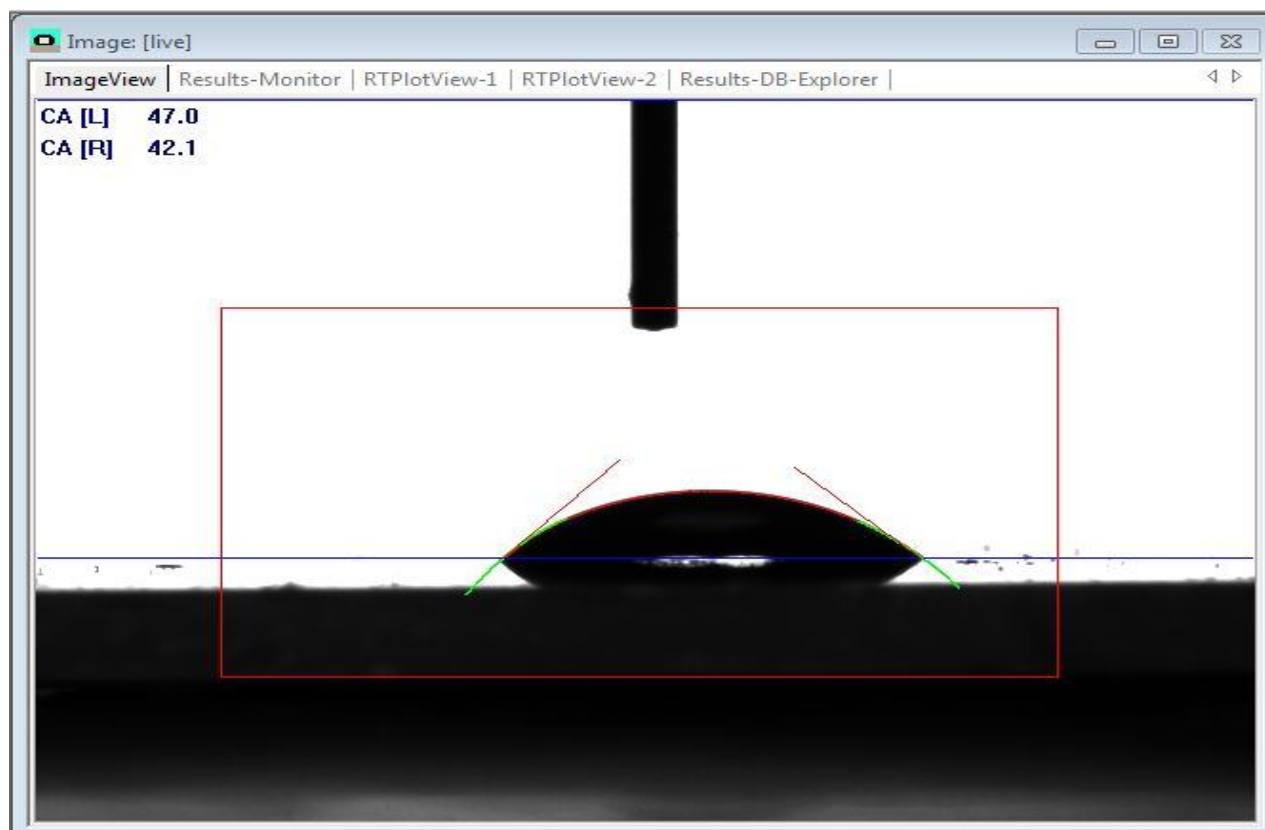 Image: [live]
ImageView | Results-Monitor | RTPlotView-1 | RTPlotView-2 | Results-DB-Explorer |
CA [L] 47.0
CA [R] 42.1